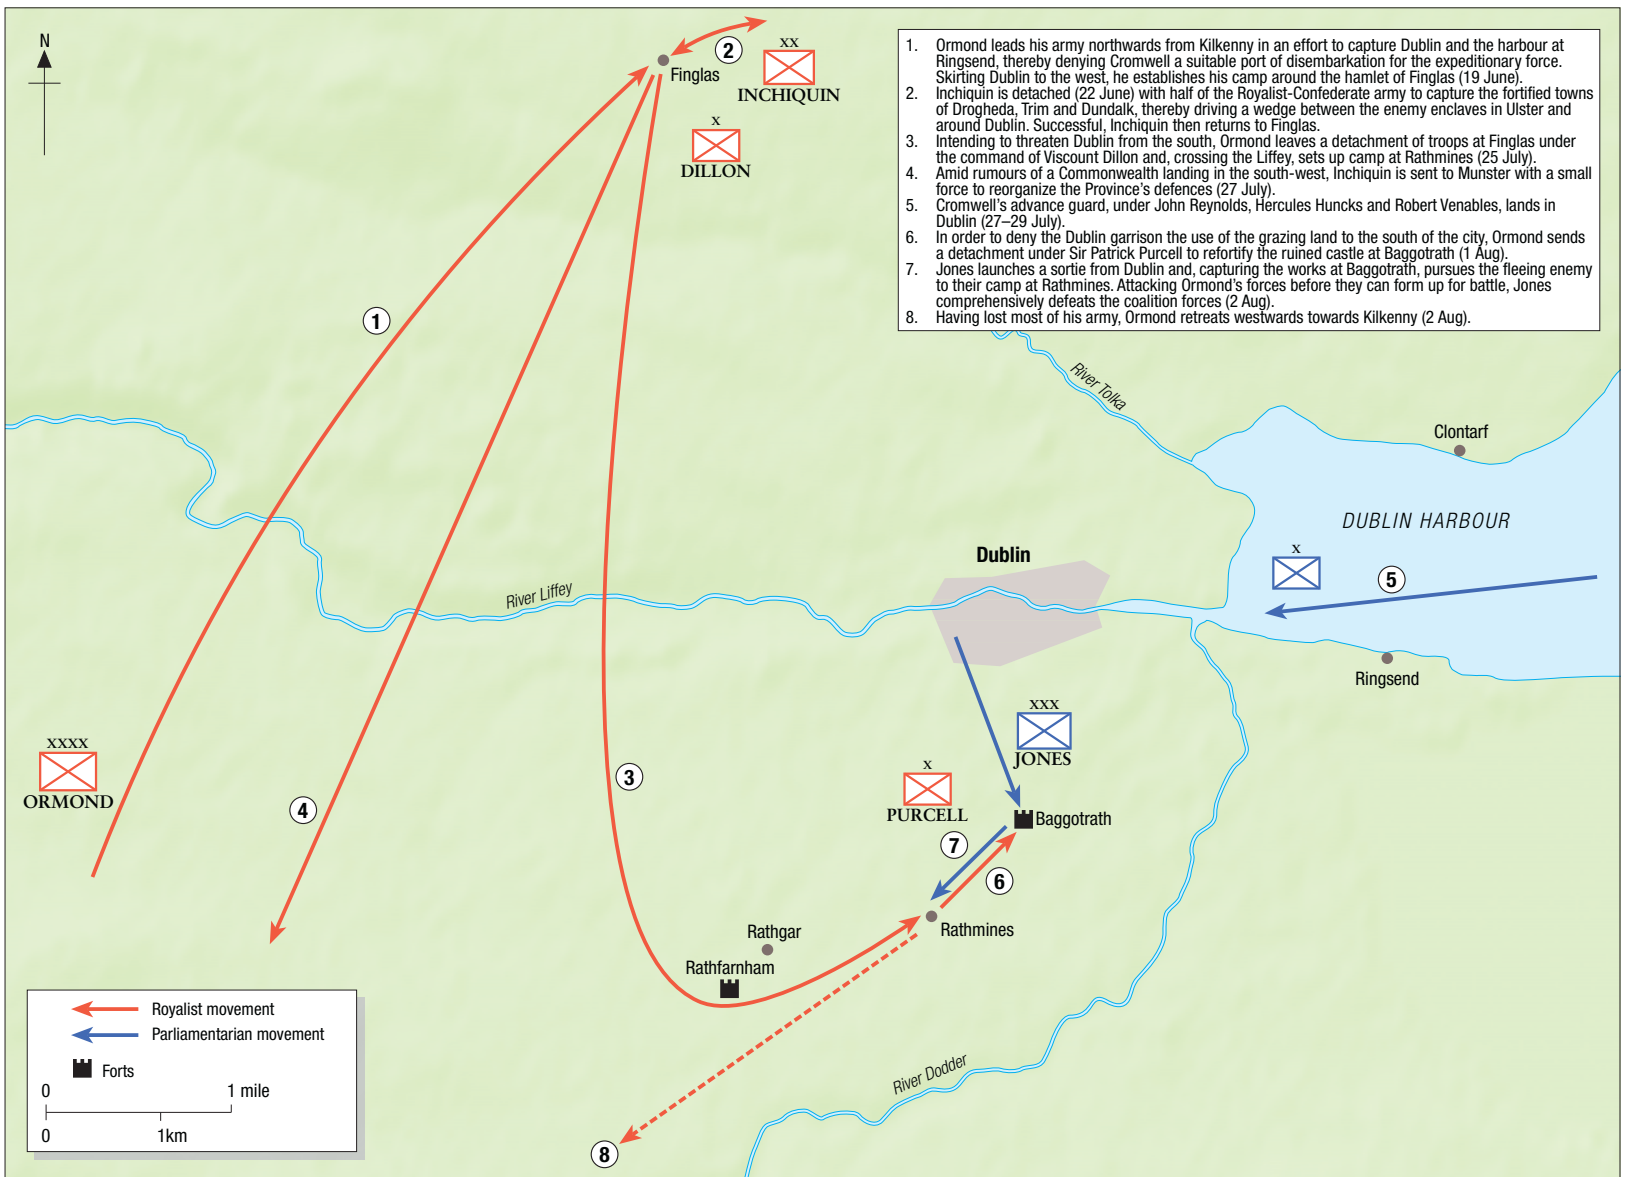 N
2
XX
INCHIQUIN
Finglas
X
DILLON
1. Ormond leads his army northwards from Kilkenny in an effort to capture Dublin and the harbour at
Ringsend, thereby denying Cromwell a suitable port of disembarkation for the expeditionary force.
Skirting Dublin to the west, he establishes his camp around the hamlet of Finglas (19 June).
2. Inchiquin is detached (22 June) with half of the Royalist-Confederate army to capture the fortified towns
of Drogheda, Trim and Dundalk, thereby driving a wedge between the enemy enclaves in Ulster and
around Dublin. Successful, Inchiquin then returns to Finglas.
3. Intending to threaten Dublin from the south, Ormond leaves a detachment of troops at Finglas under
the command of Viscount Dillon and, crossing the Liffey, sets up camp at Rathmines (25 July).
4. Amid rumours of a Commonwealth landing in the south-west, Inchiquin is sent to Munster with a small
force to reorganize the Province's defences (27 July).
5. Cromwell's advance guard, under John Reynolds, Hercules Huncks and Robert Venables, lands in
Dublin (27–29 July).
6. In order to deny the Dublin garrison the use of the grazing land to the south of the city, Ormond sends
a detachment under Sir Patrick Purcell to refortify the ruined castle at Baggotrath (1 Aug).
7. Jones launches a sortie from Dublin and, capturing the works at Baggotrath, pursues the fleeing enemy
to their camp at Rathmines. Attacking Ormond's forces before they can form up for battle, Jones
comprehensively defeats the coalition forces (2 Aug).
8. Having lost most of his army, Ormond retreats westwards towards Kilkenny (2 Aug).
1
River Tolka
Clontarf
DUBLIN HARBOUR
Dublin
X
5
River Liffey
Ringsend
XXXX
ORMOND
XXX
JONES
3
X
PURCELL
4
Baggotrath
7
6
Rathmines
Rathgar
Rathfarnham
River Dodder
8
Royalist movement
Parliamentarian movement
Forts
0 1 mile
0 1km